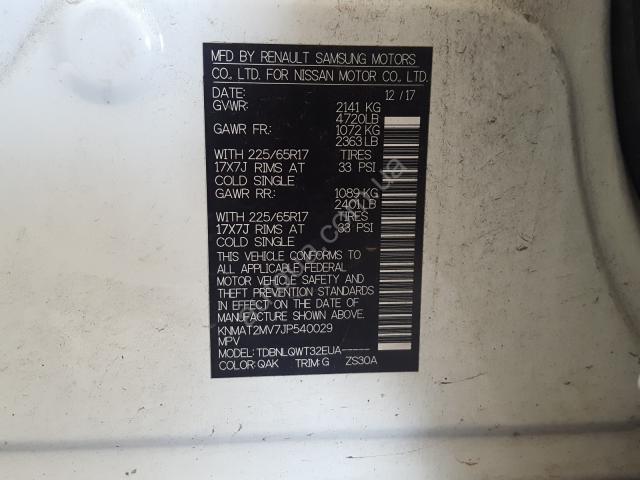 MFD BY RENAULT SAMSUNG MOTORS
CO., LTD. FOR NISSAN MOTOR CO., LTD.
DATE: 12/17
GVWR: 2141 KG
4720LB
GAWR FR: 1072 KG
2363LB
WITH 225/65R17 TIRES
17X7J RIMS AT 33 PSI
COLD SINGLE
GAWR RR: 1089 KG
2401LB
WITH 225/65R17 TIRES
17X7J RIMS AT 33 PSI
COLD SINGLE
THIS VEHICLE CONFORMS TO
ALL APPLICABLE FEDERAL
MOTOR VEHICLE SAFETY AND
THEFT PREVENTION STANDARDS
IN EFFECT ON THE DATE OF
MANUFACTURE SHOWN ABOVE.
KNMAT2MV7JP540029
MPV
MODEL: TDBNLQWT32EUA-----
COLOR: QAK TRIM:G ZS30A